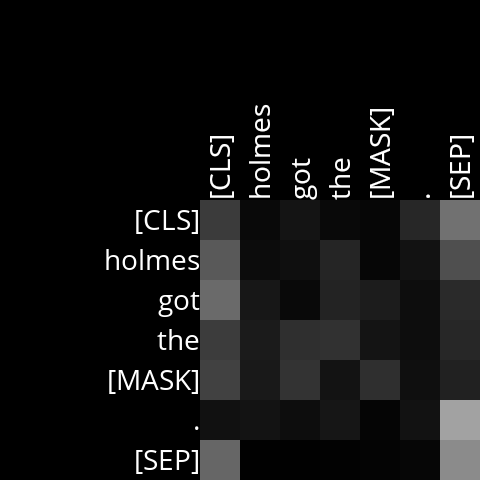 [CLS] holmes got the [MASK] . [SEP]
[CLS]
holmes
got
the
[MASK]
.
[SEP]